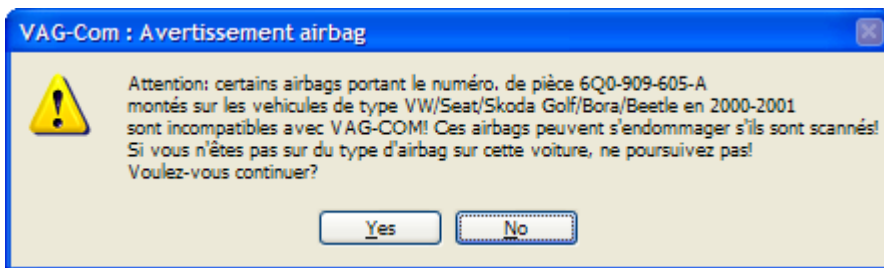 VAG-Com : Avertissement airbag
Attention: certains airbags portant le numéro. de pièce 6Q0-909-605-A
montés sur les vehicules de type VW/Seat/Skoda Golf/Bora/Beetle en 2000-2001
sont incompatibles avec VAG-COM! Ces airbags peuvent s'endommager s'ils sont scannés!
Si vous n'êtes pas sur du type d'airbag sur cette voiture, ne poursuivez pas!
Voulez-vous continuer?
Yes No